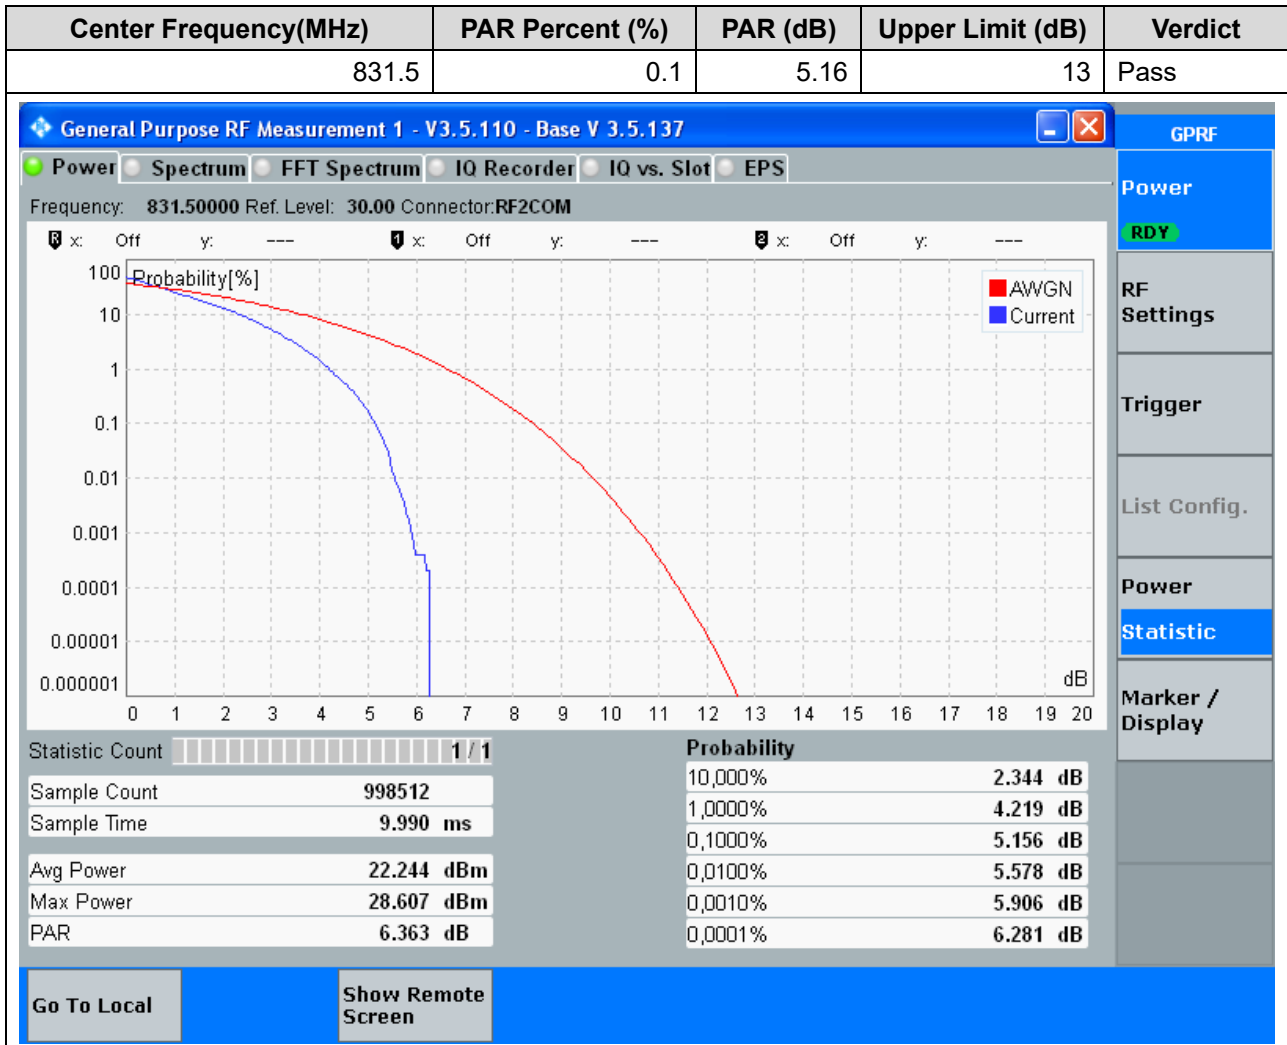 Center Frequency(MHz) PAR Percent (%) PAR (dB) Upper Limit (dB) Verdict
831.5 0.1 5.16 13 Pass
General Purpose RF Measurement 1 - V3.5.110 - Base V 3.5.137
GPRF
Power Spectrum FFT Spectrum IQ Recorder IQ vs. Slot EPS
Power
RDY
Frequency: 831.50000 Ref. Level: 30.00 Connector:RF2COM
R x: Off y: --- 1 x: Off y: --- 2 x: Off y: ---
Probability[%]
AWGN
Current
100
10
1
0.1
0.01
0.001
0.0001
0.00001
0.000001
dB
0 1 2 3 4 5 6 7 8 9 10 11 12 13 14 15 16 17 18 19 20
RF
Settings
Trigger
List Config.
Power
Statistic
Marker /
Display
Statistic Count 1 / 1
Sample Count 998512
Sample Time 9.990 ms
Avg Power 22.244 dBm
Max Power 28.607 dBm
PAR 6.363 dB
Probability
10,000% 2.344 dB
1,0000% 4.219 dB
0,1000% 5.156 dB
0,0100% 5.578 dB
0,0010% 5.906 dB
0,0001% 6.281 dB
Go To Local
Show Remote
Screen